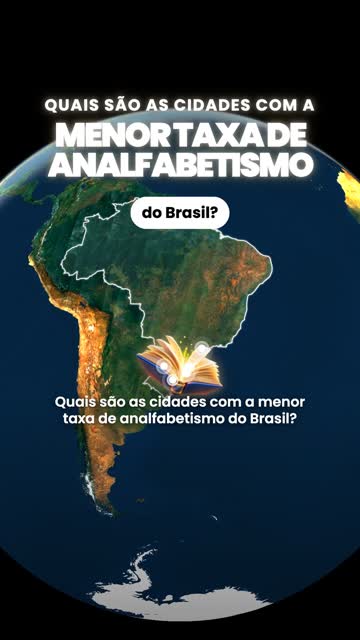 QUAIS SÃO AS CIDADES COM A
MENOR TAXA DE
ANALFABETISMO
do Brasil?
Quais são as cidades com a menor
taxa de analfabetismo do Brasil?